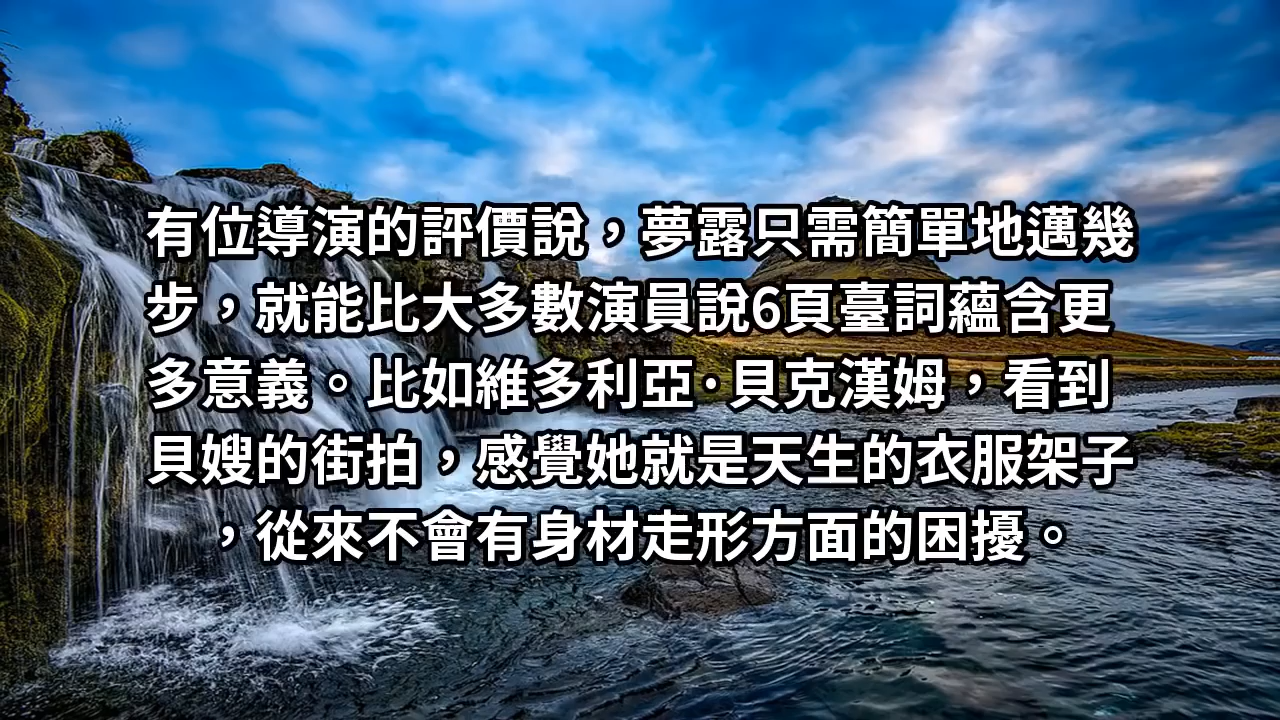 有位導演的評價說，夢露只需簡單地邁幾
步，就能比大多數演員說6頁臺詞蘊含更
多意義。比如維多利亞·貝克漢姆，看到
貝嫂的街拍，感覺她就是天生的衣服架子
，從來不會有身材走形方面的困擾。